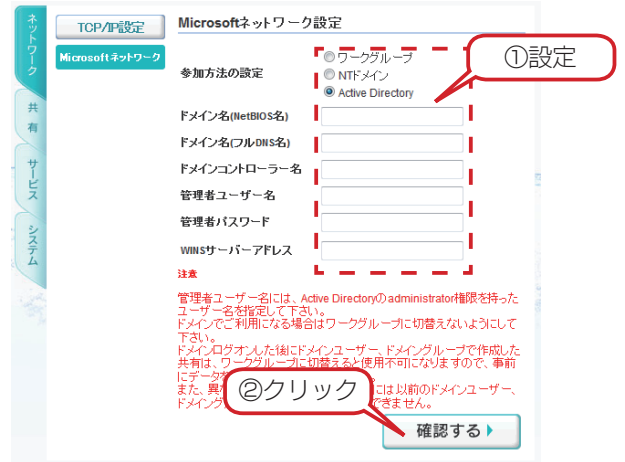 ネットワーク
共有
サービス
システム
TCP/IP設定
Microsoftネットワーク
Microsoftネットワーク設定
参加方法の設定
ワークグループ
NTドメイン
Active Directory
①設定
ドメイン名(NetBIOS名)
ドメイン名(フルDNS名)
ドメインコントローラー名
管理者ユーザー名
管理者パスワード
WINSサーバーアドレス
注意
管理者ユーザー名には、Active Directoryのadministrator権限を持った
ユーザー名を指定して下さい。
ドメインでご利用になる場合はワークグループに切替えないようにして
下さい。
ドメインログオンした後にドメインユーザー、ドメイングループで作成した
共有は、ワークグループに切替えると使用不可になりますので、事前
にデータを
また、異な
には以前のドメインユーザー、
ドメイング
できません。
②クリック
確認する